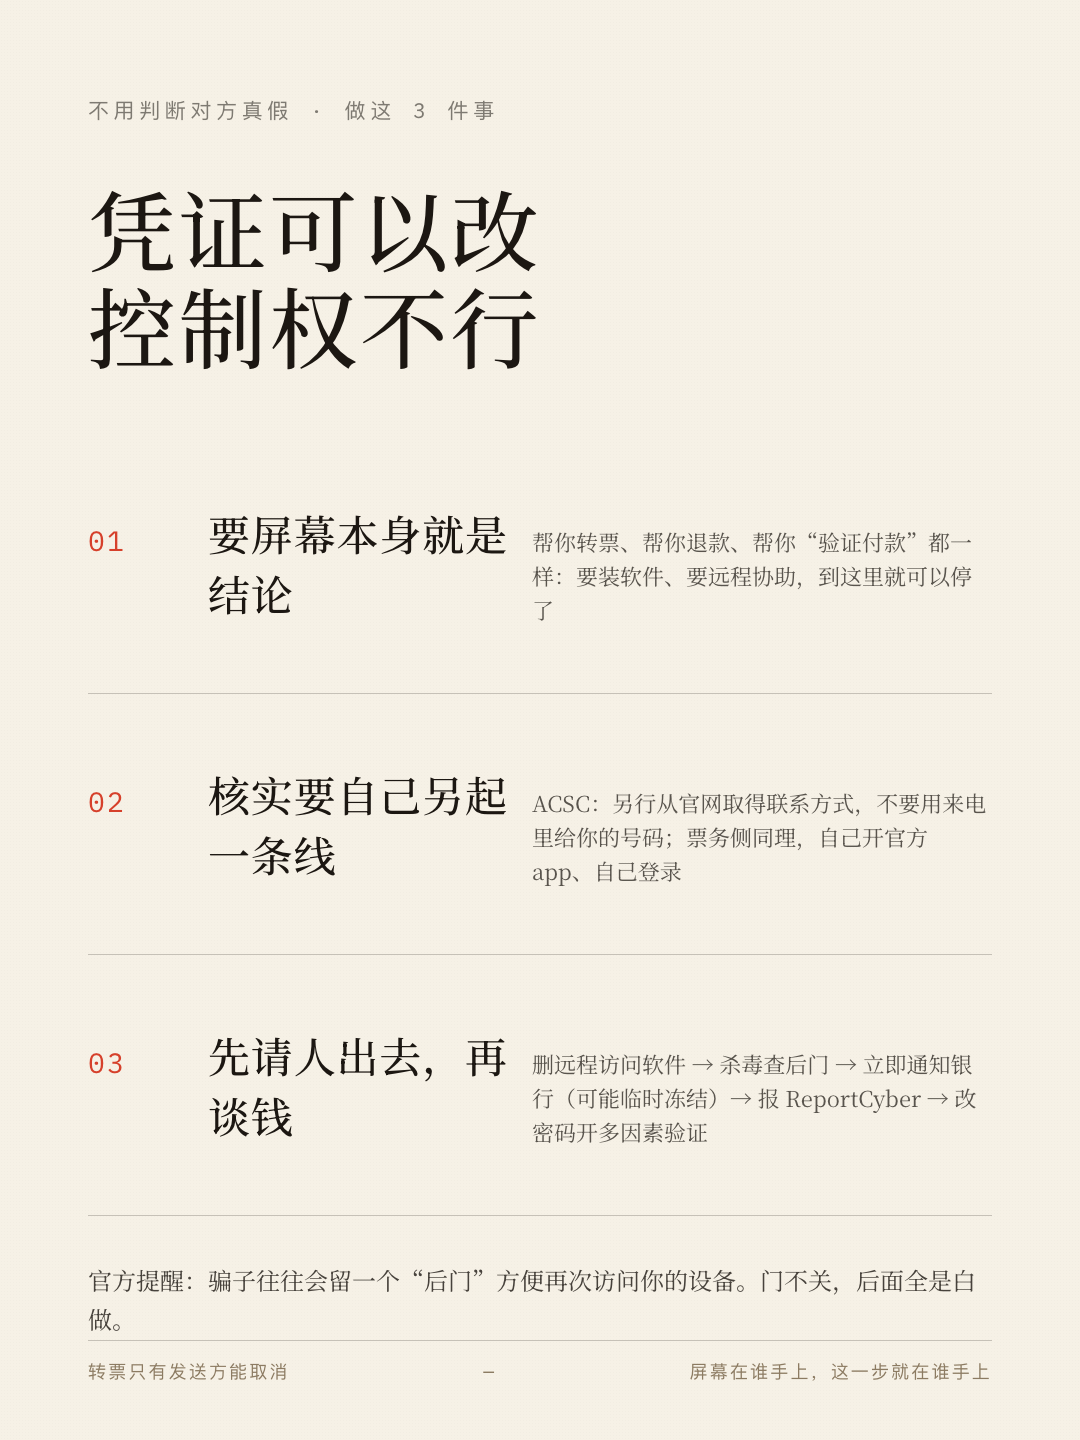 不用判断对方真假 · 做这 3 件事
凭证可以改
控制权不行
01
要屏幕本身就是
结论
帮你转票、帮你退款、帮你“验证付款”都一
样：要装软件、要远程协助，到这里就可以停
了
02
核实要自己另起
一条线
ACSC：另行从官网取得联系方式，不要用来电
里给你的号码；票务侧同理，自己开官方
app、自己登录
03
先请人出去，再
谈钱
删远程访问软件 → 杀毒查后门 → 立即通知银
行（可能临时冻结）→ 报 ReportCyber → 改
密码开多因素验证
官方提醒：骗子往往会留一个“后门”方便再次访问你的设备。门不关，后面全是白
做。
转票只有发送方能取消 — 屏幕在谁手上，这一步就在谁手上